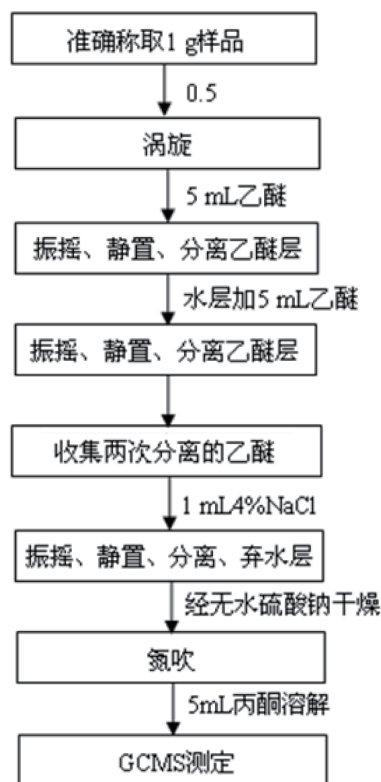 准确称取1 g样品
0.5
涡旋
5 mL乙醚
振摇、静置、分离乙醚层
水层加5 mL乙醚
振摇、静置、分离乙醚层
收集两次分离的乙醚
1 mL4%NaCl
振摇、静置、分离、弃水层
经无水硫酸钠干燥
氮吹
5mL丙酮溶解
GCMS测定